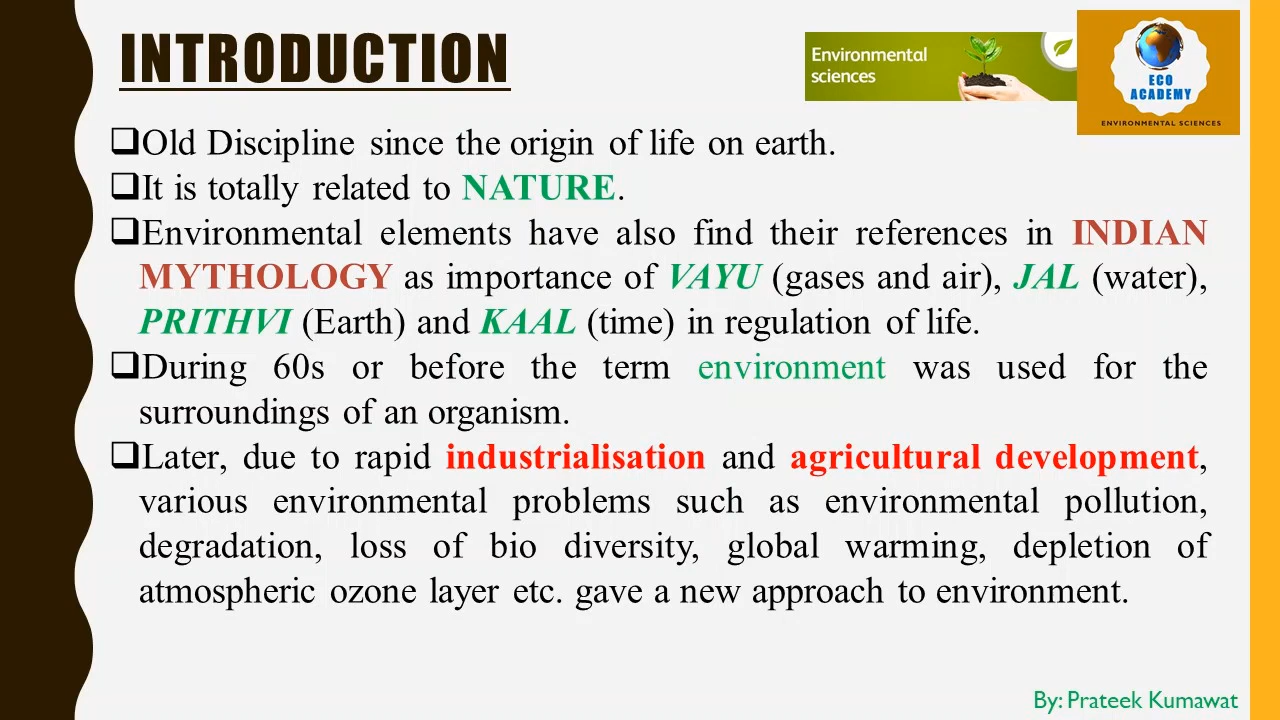 INTRODUCTION
Environmental
sciences
ECO
ACADEMY
ENVIRONMENTAL SCIENCES
❑Old Discipline since the origin of life on earth.
❑It is totally related to NATURE.
❑Environmental elements have also find their references in INDIAN
MYTHOLOGY as importance of VAYU (gases and air), JAL (water),
PRITHVI (Earth) and KAAL (time) in regulation of life.
❑During 60s or before the term environment was used for the
surroundings of an organism.
❑Later, due to rapid industrialisation and agricultural development,
various environmental problems such as environmental pollution,
degradation, loss of bio diversity, global warming, depletion of
atmospheric ozone layer etc. gave a new approach to environment.
By: Prateek Kumawat